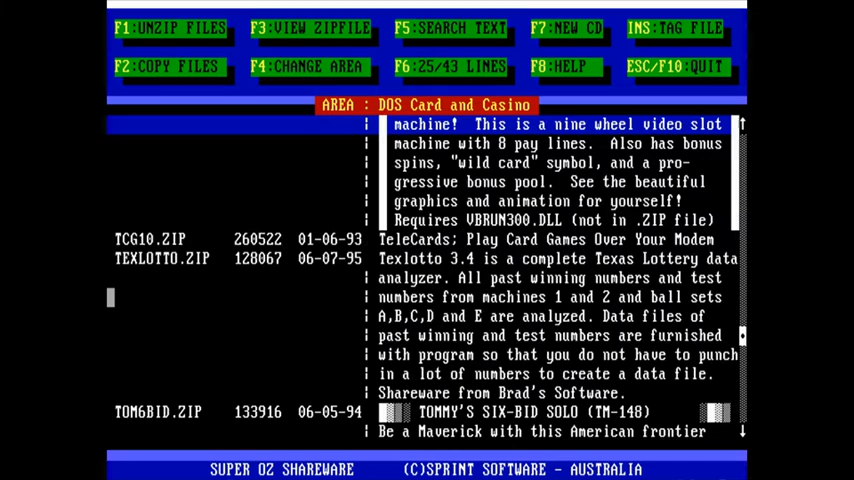 F1:UNZIP FILES F3:VIEW ZIPFILE F5:SEARCH TEXT F7:NEW CD INS:TAG FILE
F2:COPY FILES F4:CHANGE AREA F6:25/43 LINES F8:HELP ESC/F10:QUIT
AREA : DOS Card and Casino
machine! This is a nine wheel video slot
machine with 8 pay lines. Also has bonus
spins, "wild card" symbol, and a pro-
gressive bonus pool. See the beautiful
graphics and animation for yourself!
Requires VBRUN300.DLL (not in .ZIP file)
TCG10.ZIP 260522 01-06-93 TeleCards; Play Card Games Over Your Modem
TEXLOTTO.ZIP 128067 06-07-95 Texlotto 3.4 is a complete Texas Lottery data
analyzer. All past winning numbers and test
numbers from machines 1 and 2 and ball sets
A,B,C,D and E are analyzed. Data files of
past winning and test numbers are furnished
with program so that you do not have to punch
in a lot of numbers to create a data file.
Shareware from Brad's Software.
TOM6BID.ZIP 133916 06-05-94 TOMMY'S SIX-BID SOLO (TM-148)
Be a Maverick with this American frontier
SUPER OZ SHAREWARE (C)SPRINT SOFTWARE - AUSTRALIA